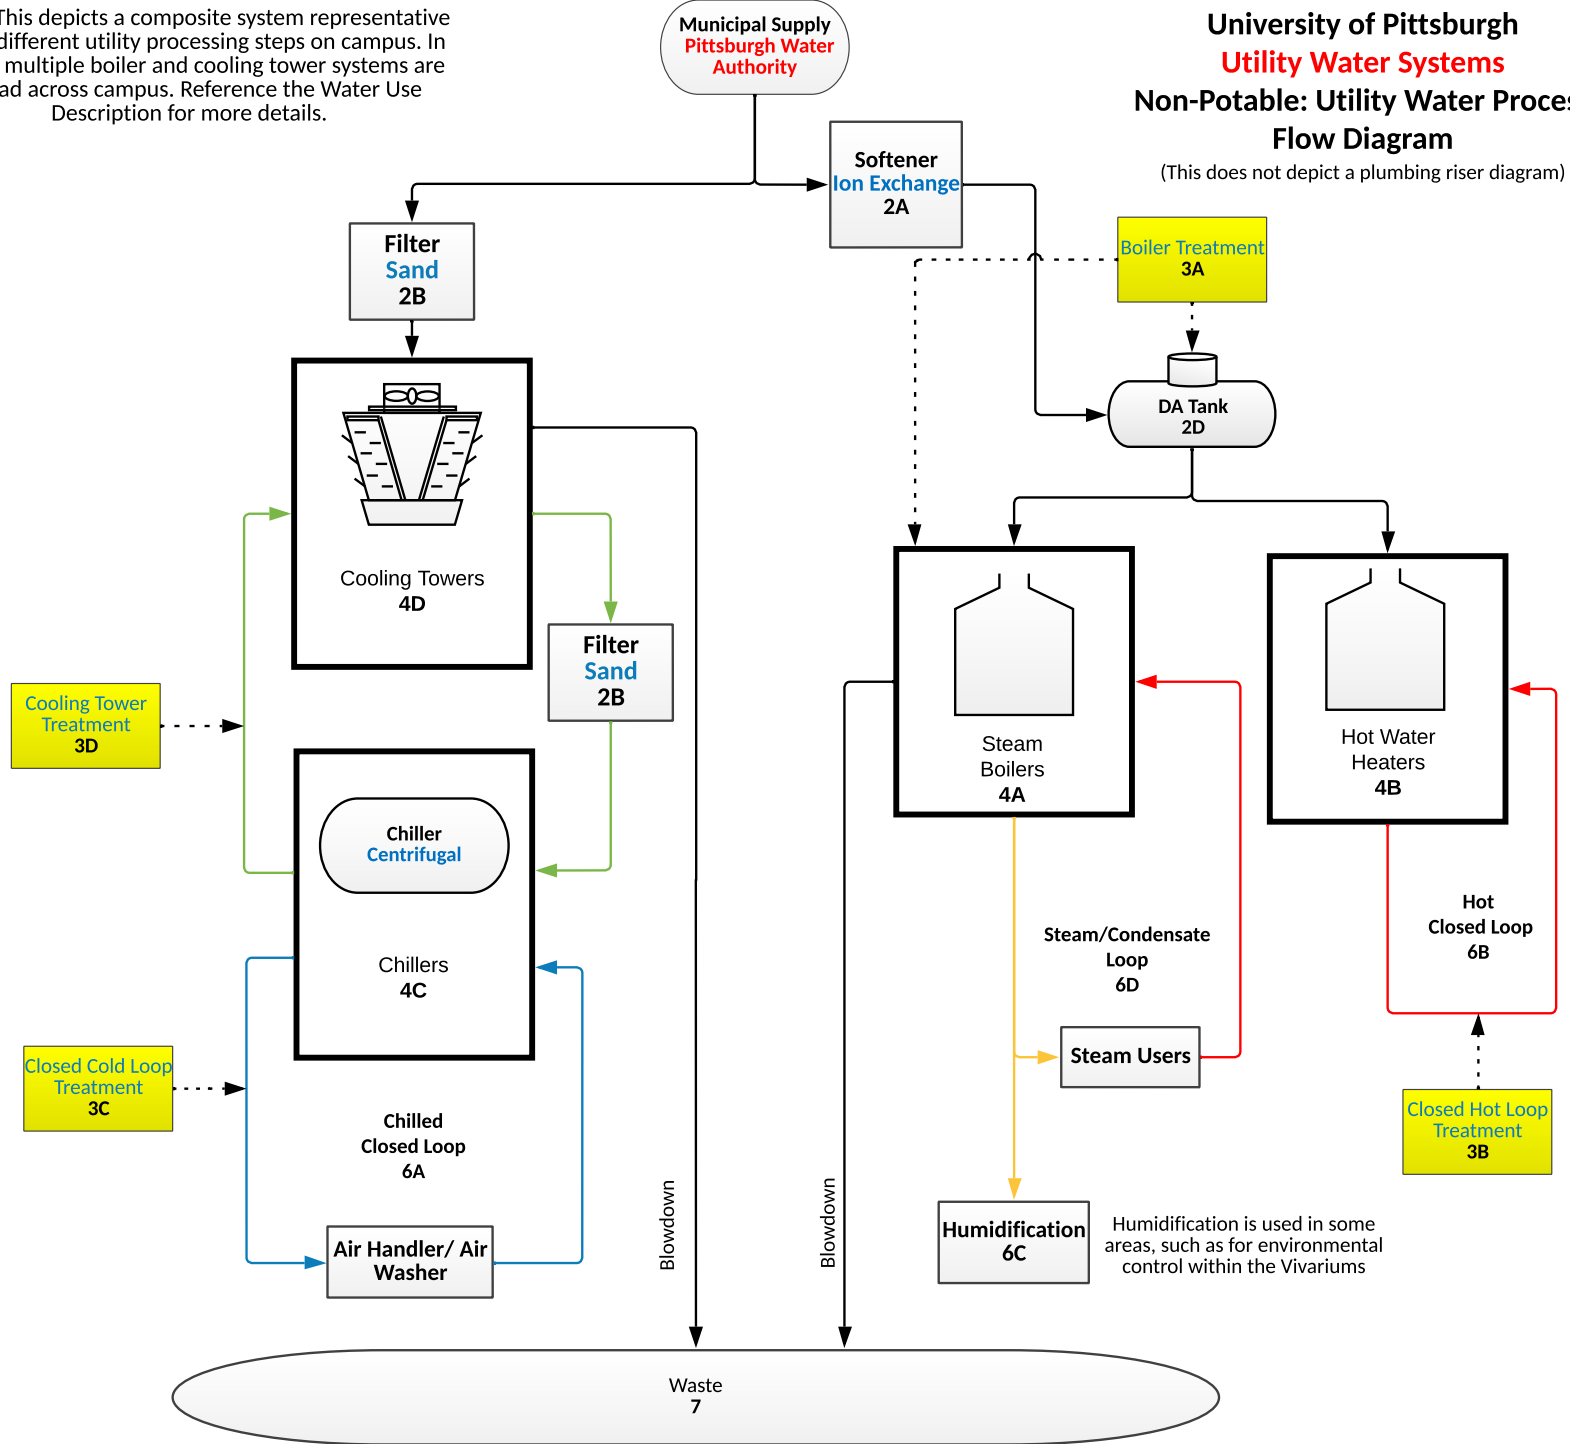 This depicts a composite system representative
different utility processing steps on campus. In
multiple boiler and cooling tower systems are
ad across campus. Reference the Water Use
Description for more details.
Municipal Supply
Pittsburgh Water
Authority
University of Pittsburgh
Utility Water Systems
Non-Potable: Utility Water Proces
Flow Diagram
(This does not depict a plumbing riser diagram)
Softener
Ion Exchange
2A
Filter
Sand
2B
Boiler Treatment
3A
DA Tank
2D
Cooling Towers
4D
Filter
Sand
2B
Cooling Tower
Treatment
3D
Steam
Boilers
4A
Hot Water
Heaters
4B
Chiller
Centrifugal
Chillers
4C
Hot
Closed Loop
6B
Steam/Condensate
Loop
6D
Steam Users
Closed Cold Loop
Treatment
3C
Chilled
Closed Loop
6A
Closed Hot Loop
Treatment
3B
Air Handler/ Air
Washer
Blowdown
Blowdown
Humidification
6C
Humidification is used in some
areas, such as for environmental
control within the Vivariums
Waste
7